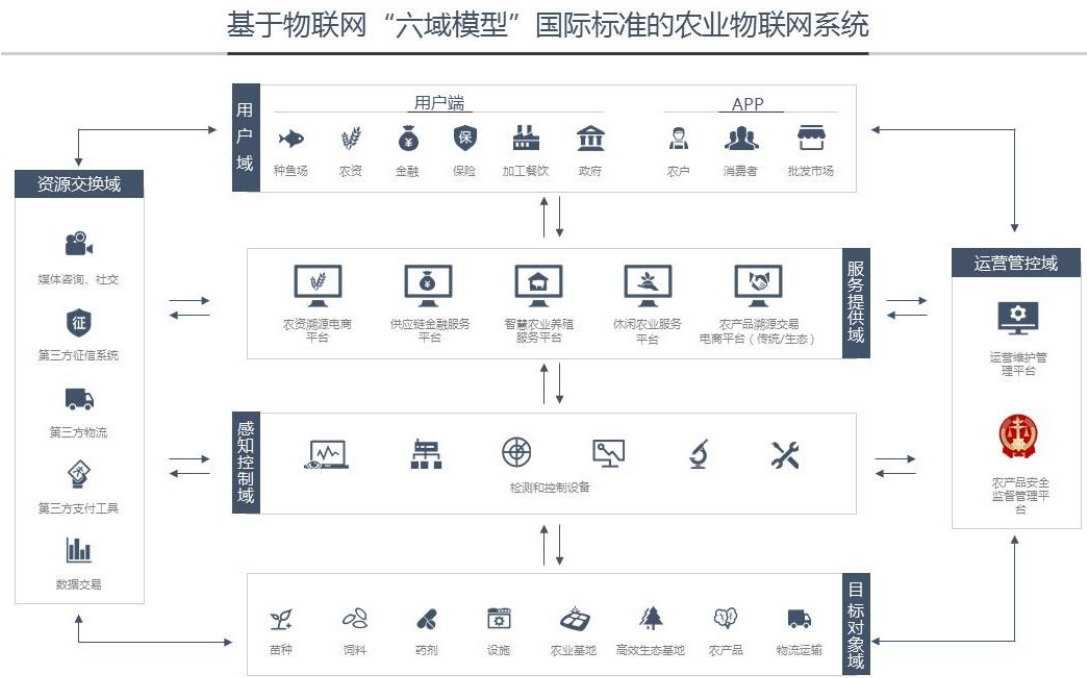 基于物联网“六域模型”国际标准的农业物联网系统
用户域
用户端
APP
种鱼场
农资
金融
保
保险
加工餐饮
政府
农户
消费者
批发市场
资源交换域
媒体咨询、社交
征
第三方征信系统
第三方物流
第三方支付工具
数据交易
服务提供域
农资溯源电商
平台
供应链金融服务
平台
智慧农业养殖
服务平台
休闲农业服务
平台
农产品溯源交易
电商平台（传统/生态）
运营管控域
运营维护管
理平台
农产品安全
监督管理平
台
感知控制域
检测和控制设备
目标对象域
苗种
饲料
药剂
设施
农业基地
高效生态基地
农产品
物流运输